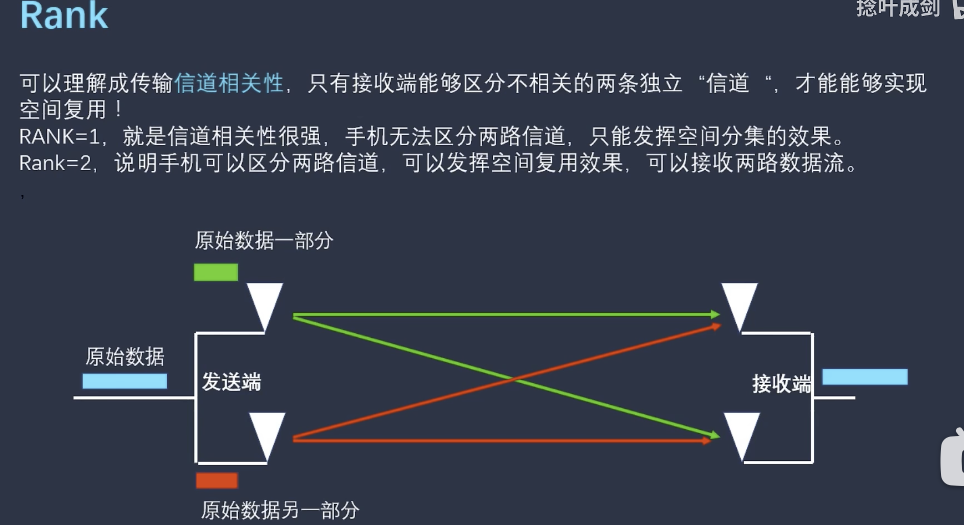 Rank
捻叶成剑
可以理解成传输信道相关性，只有接收端能够区分不相关的两条独立“信道“，才能能够实现
空间复用！
RANK=1，就是信道相关性很强，手机无法区分两路信道，只能发挥空间分集的效果。
Rank=2，说明手机可以区分两路信道，可以发挥空间复用效果，可以接收两路数据流。
，
原始数据一部分
原始数据
发送端
接收端
原始数据另一部分